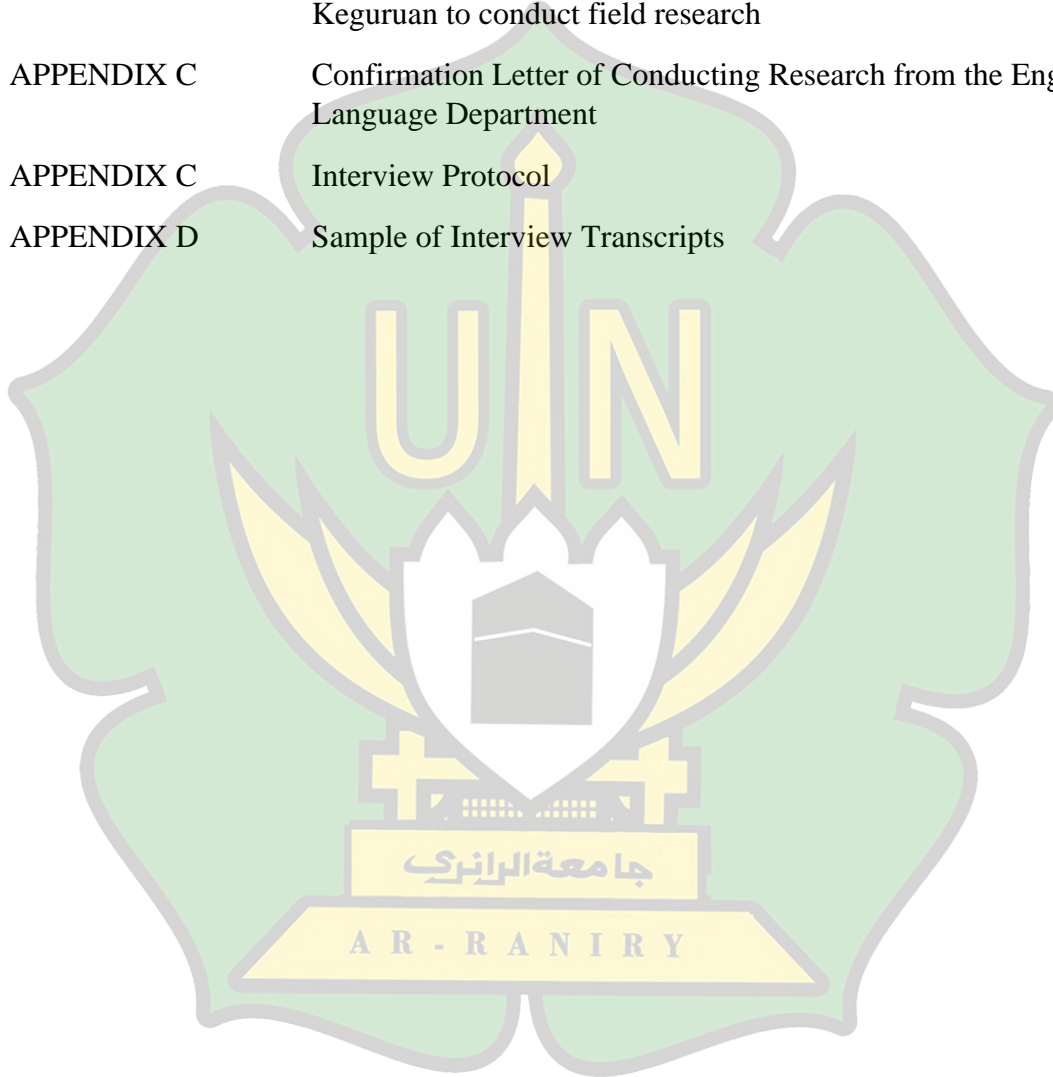 Keguruan to conduct field research
APPENDIX C Confirmation Letter of Conducting Research from the Eng
Language Department
APPENDIX C Interview Protocol
APPENDIX D Sample of Interview Transcripts
UIN
جامعة الرانري
AR-RANIRY